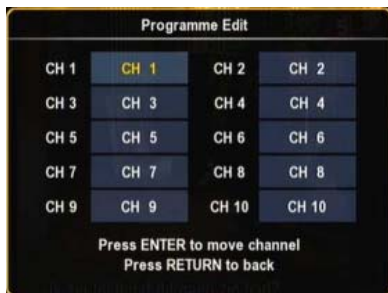 Programme Edit
CH 1 CH 1 CH 2 CH 2
CH 3 CH 3 CH 4 CH 4
CH 5 CH 5 CH 6 CH 6
CH 7 CH 7 CH 8 CH 8
CH 9 CH 9 CH 10 CH 10
Press ENTER to move channel
Press RETURN to back